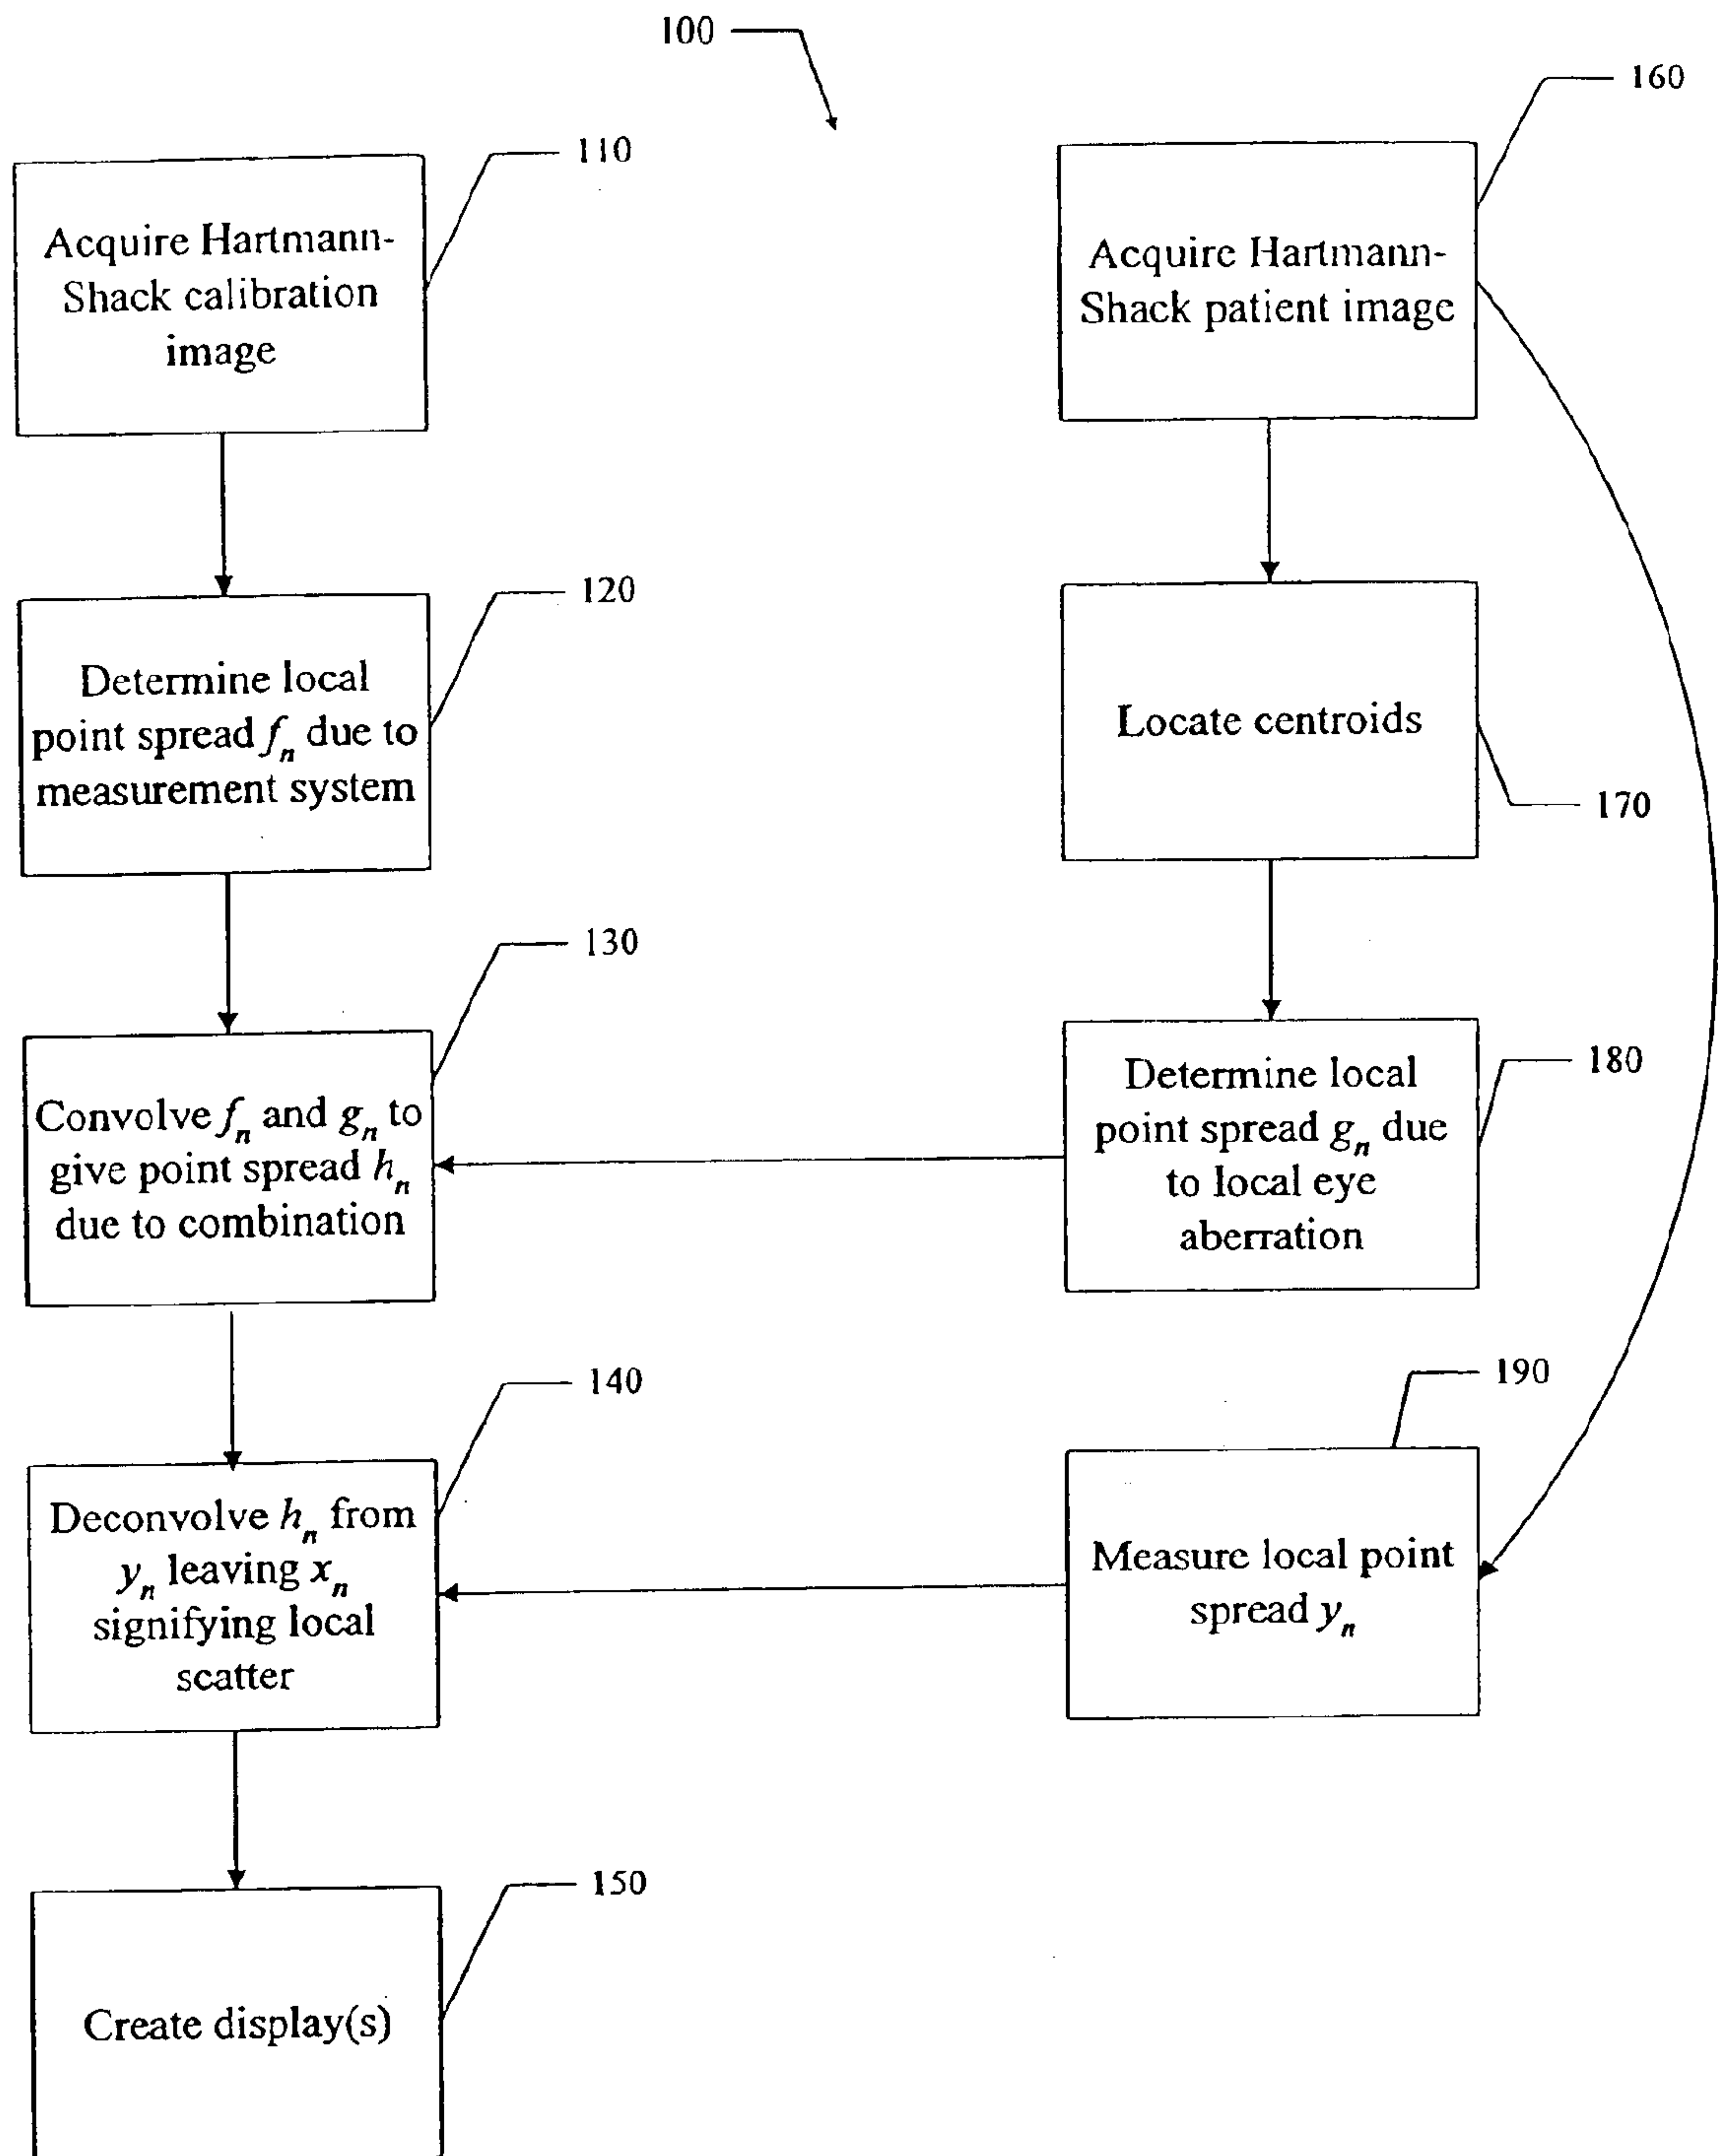 100
160
110
Acquire Hartmann-
Shack calibration
image
Acquire Hartmann-
Shack patient image
120
Determine local
point spread fₙ due to
measurement system
Locate centroids
170
130
Convolve fₙ and gₙ to
give point spread hₙ
due to combination
180
Determine local
point spread gₙ due
to local eye
aberration
140
190
Deconvolve hₙ from
yₙ leaving xₙ
signifying local
scatter
Measure local point
spread yₙ
150
Create display(s)